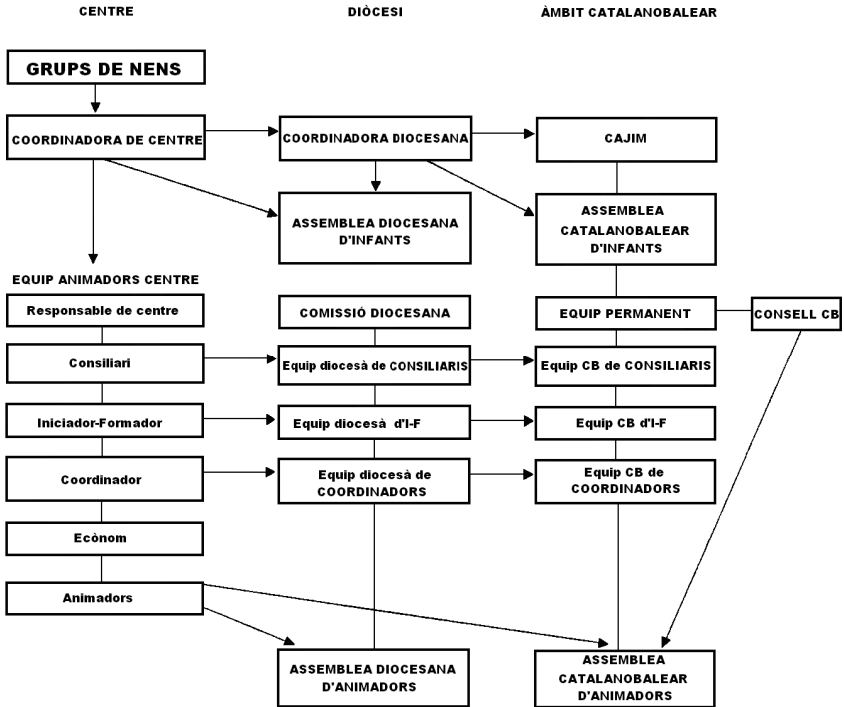 CENTRE
DIÒCESI
ÀMBIT CATALANOBALEAR
GRUPS DE NENS
COORDINADORA DE CENTRE
COORDINADORA DIOCESANA
CAJIM
ASSEMBLEA DIOCESANA
D'INFANTS
ASSEMBLEA
CATALANOBALEAR
D'INFANTS
EQUIP ANIMADORS CENTRE
Responsable de centre
COMISSIÓ DIOCESANA
EQUIP PERMANENT
CONSELL CB
Consiliari
Equip diocesà de CONSILIARIS
Equip CB de CONSILIARIS
Iniciador-Formador
Equip diocesà d'I-F
Equip CB d'I-F
Coordinador
Equip diocesà de
COORDINADORS
Equip CB de
COORDINADORS
Ecònom
Animadors
ASSEMBLEA DIOCESANA
D'ANIMADORS
ASSEMBLEA
CATALANOBALEAR
D'ANIMADORS